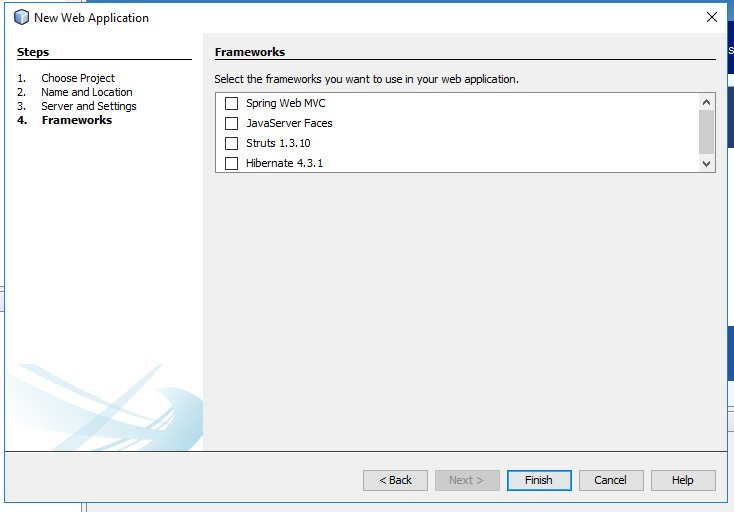 New Web Application
Steps
1. Choose Project
2. Name and Location
3. Server and Settings
4. Frameworks
Frameworks
Select the frameworks you want to use in your web application.
Spring Web MVC
JavaServer Faces
Struts 1.3.10
Hibernate 4.3.1
< Back
Next >
Finish
Cancel
Help